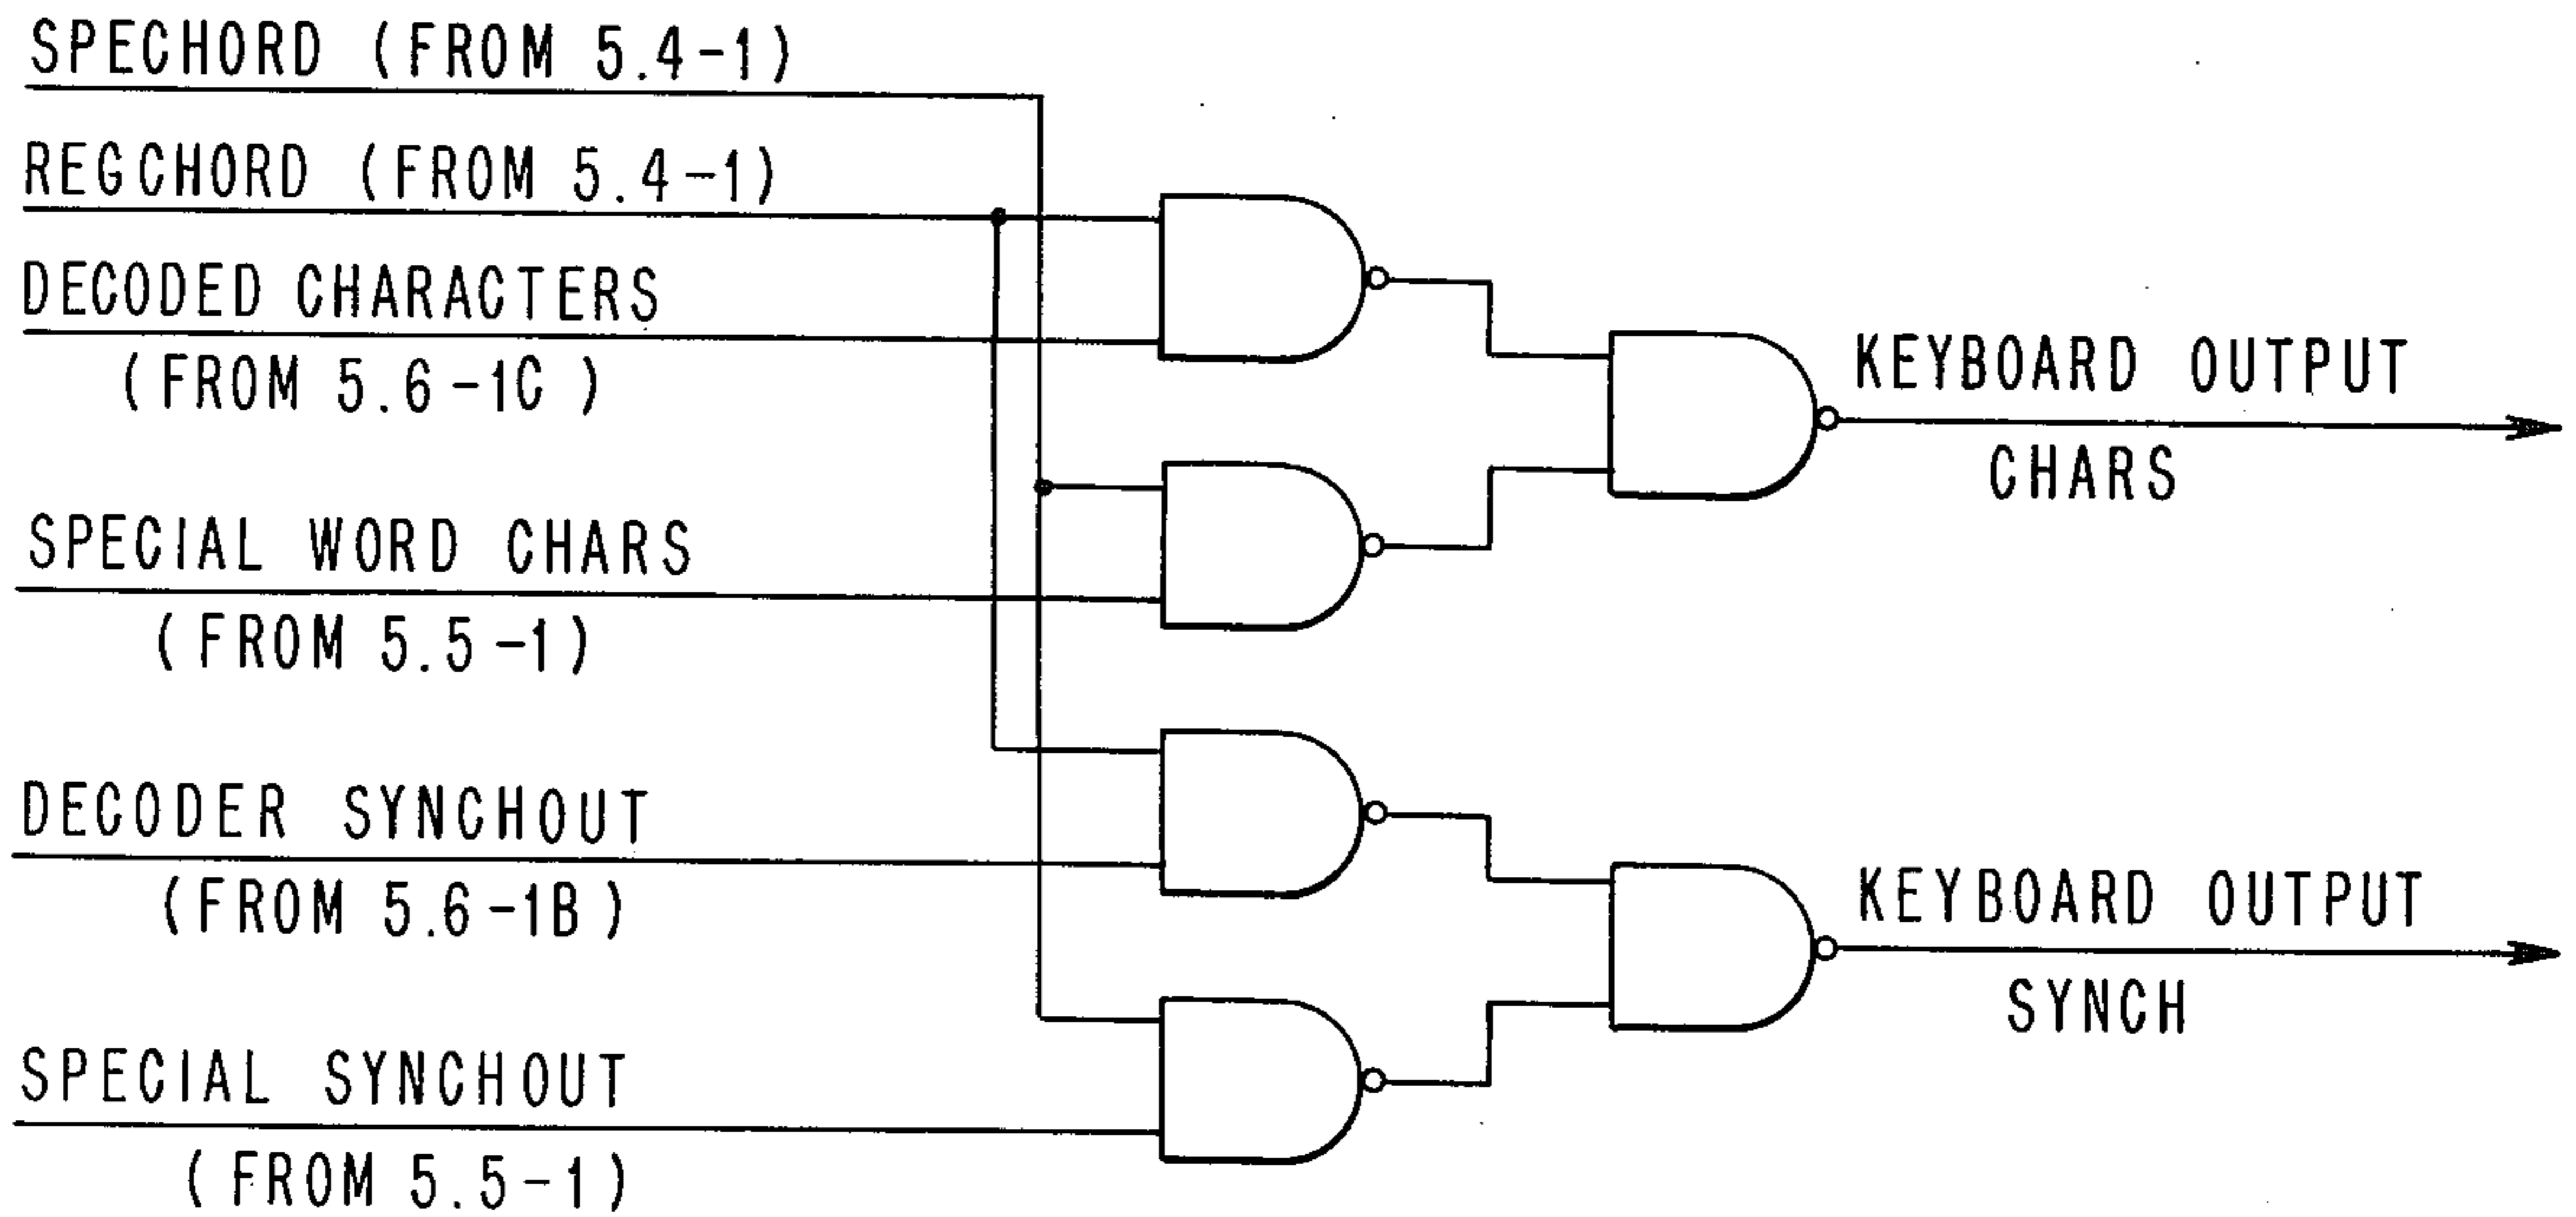 SPECHORD (FROM 5.4-1)
REGCHORD (FROM 5.4-1)
DECODED CHARACTERS
(FROM 5.6-1C)
KEYBOARD OUTPUT
CHARS
SPECIAL WORD CHARS
(FROM 5.5-1)
DECODER SYNCHOUT
(FROM 5.6-1B)
KEYBOARD OUTPUT
SYNCH
SPECIAL SYNCHOUT
(FROM 5.5-1)